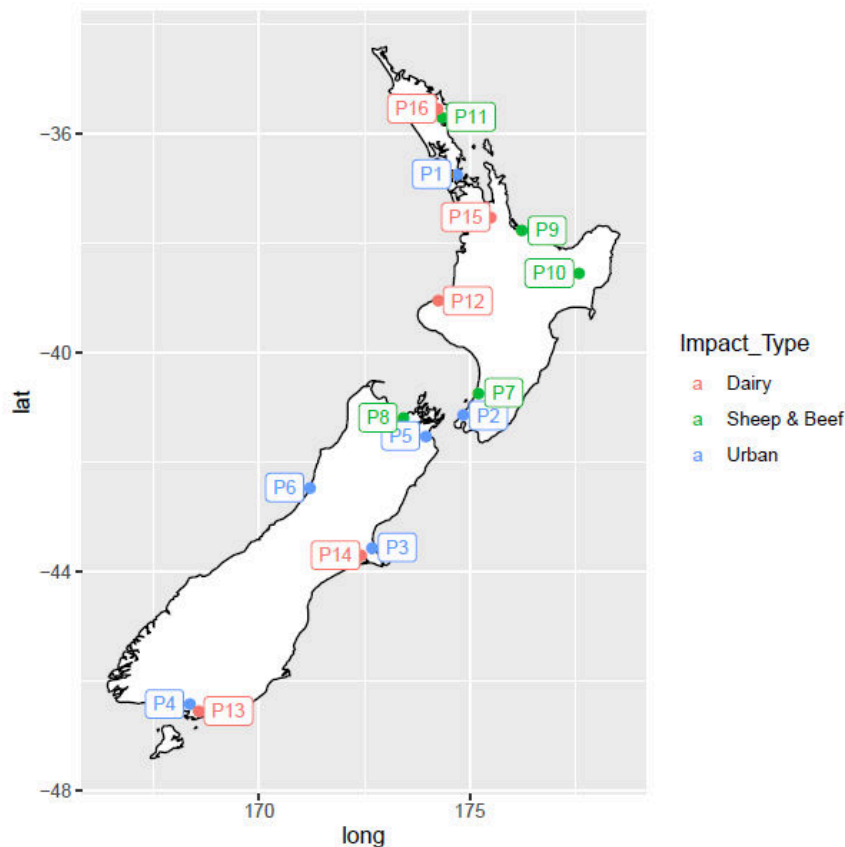 P16
P11
−36
P1
P15
P9
P10
P12
Impact_Type
−40
a Dairy
lat
P7
P8
P2
a Sheep & Beef
P5
a Urban
P6
P3
P14
−44
P4
P13
−48
170
175
long